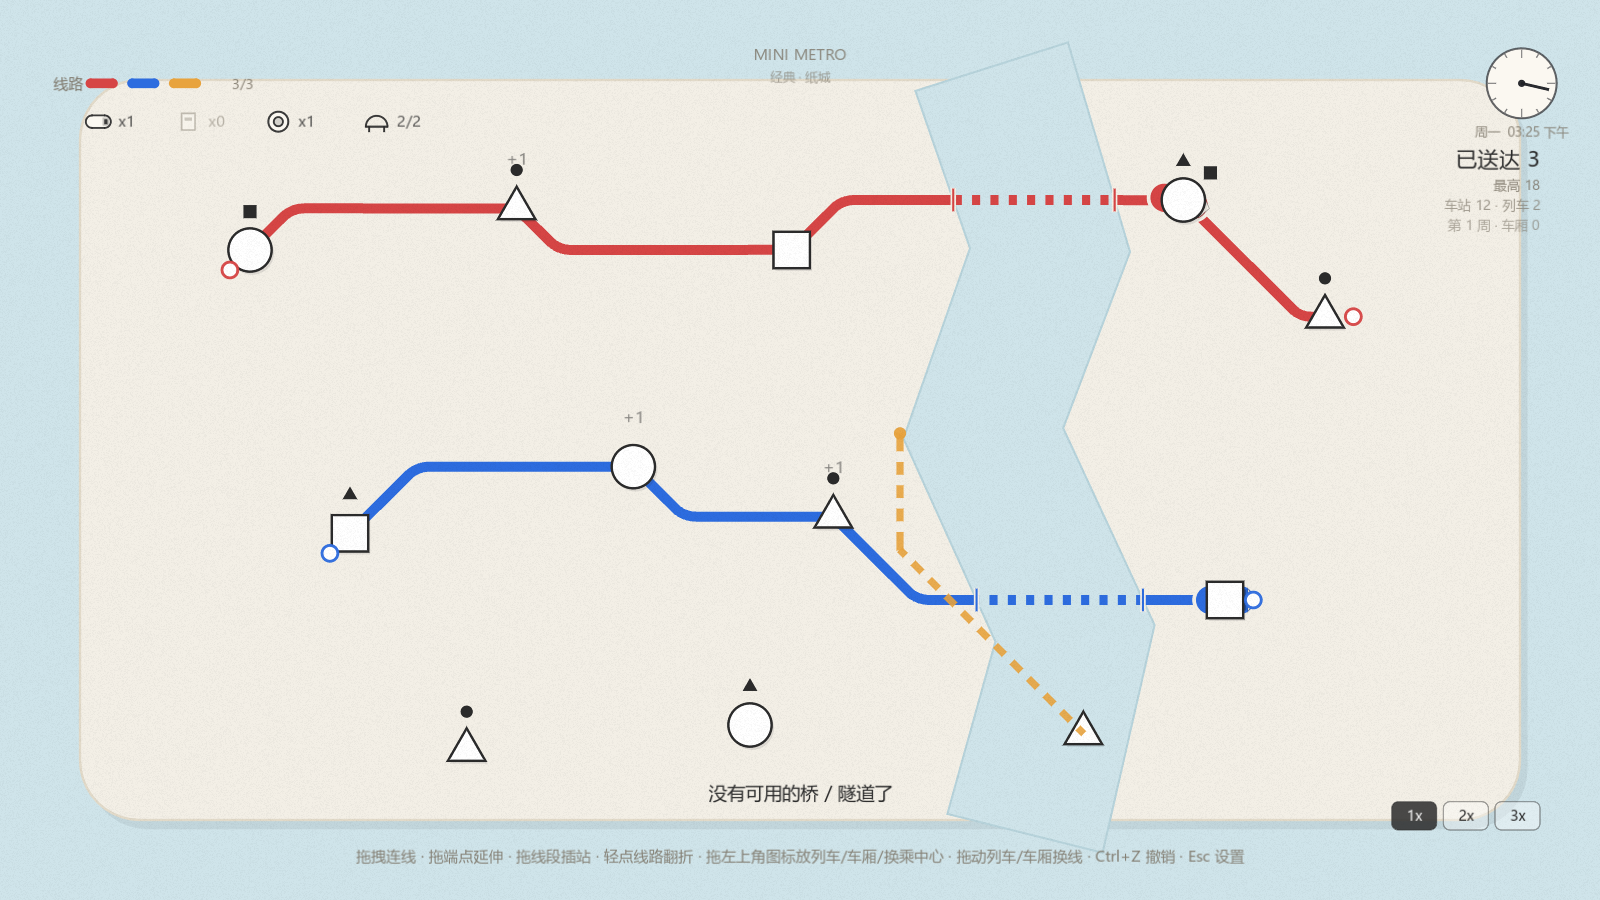 MINI METRO
经典 · 纸城
线路 3/3
x1 x0 x1 2/2
周一 03:25 下午
已送达 3
最高 18
车站 12 · 列车 2
第 1 周 · 车厢 0
+1
+1
+1
没有可用的桥 / 隧道了
1x 2x 3x
拖拽连线 · 拖端点延伸 · 拖线段插站 · 轻点线路翻折 · 拖左上角图标放列车/车厢/换乘中心 · 拖动列车/车厢换线 · Ctrl+Z 撤销 · Esc 设置